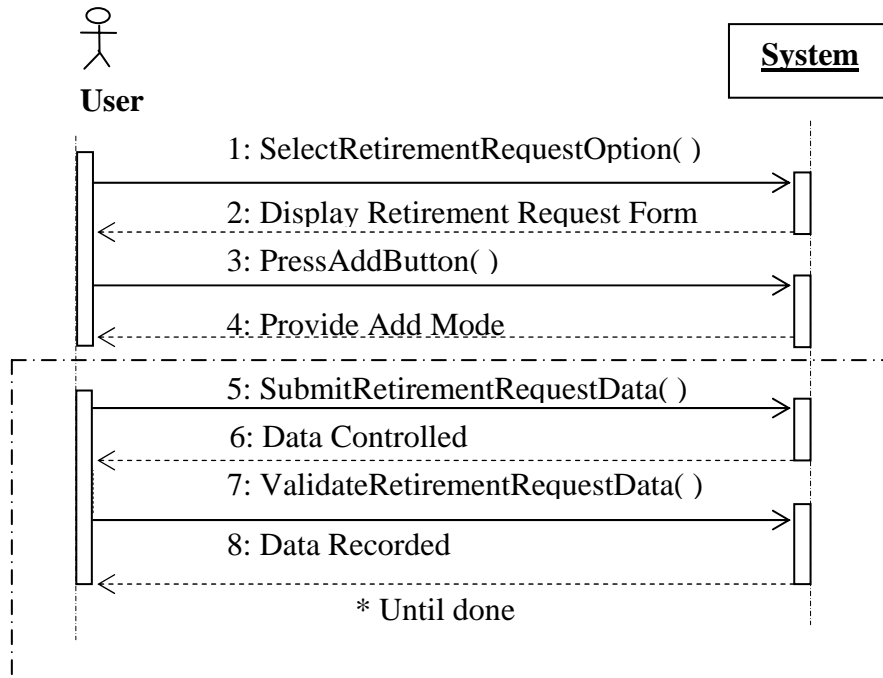 System
User
1: SelectRetirementRequestOption( )
2: Display Retirement Request Form
3: PressAddButton( )
4: Provide Add Mode
5: SubmitRetirementRequestData( )
6: Data Controlled
7: ValidateRetirementRequestData( )
8: Data Recorded
* Until done